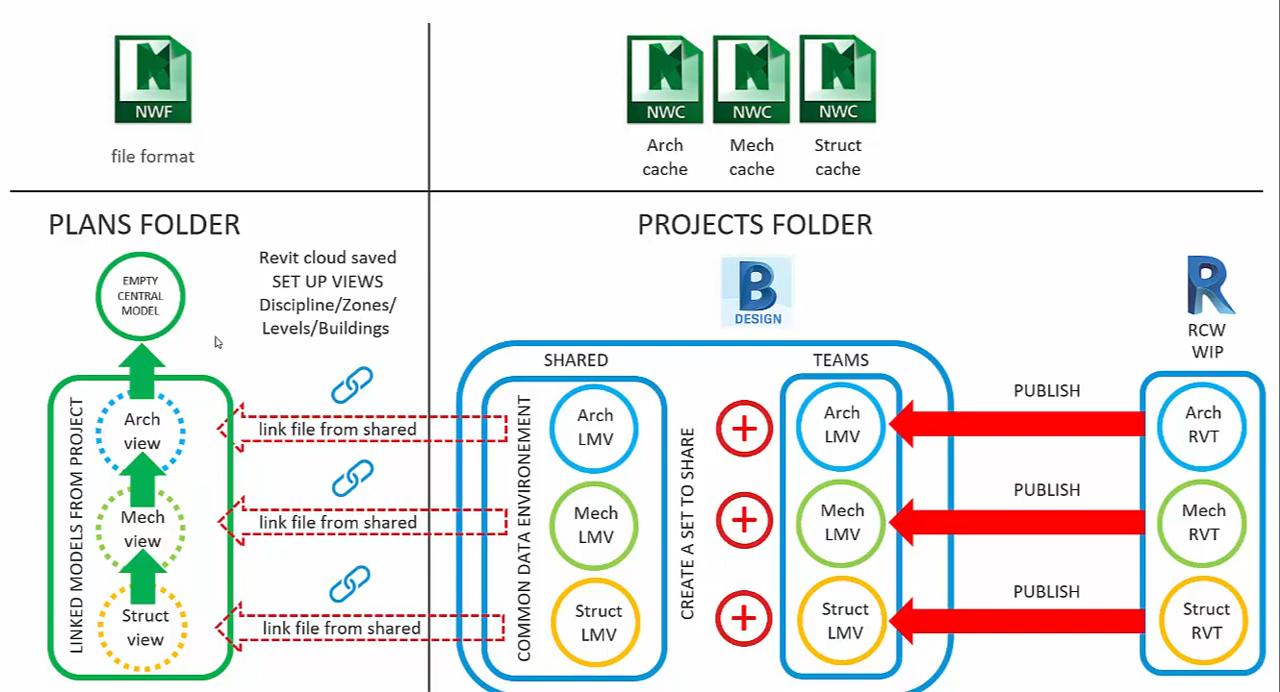 NWF
file format
NWC
NWC
NWC
Arch
cache
Mech
cache
Struct
cache
PLANS FOLDER
PROJECTS FOLDER
EMPTY
CENTRAL
MODEL
Revit cloud saved
SET UP VIEWS
Discipline/Zones/
Levels/Buildings
B
DESIGN
R
RCW
WIP
SHARED
TEAMS
LINKED MODELS FROM PROJECT
Arch
view
Mech
view
Struct
view
link file from shared
link file from shared
link file from shared
COMMON DATA ENVIRONEMENT
Arch
LMV
Mech
LMV
Struct
LMV
CREATE A SET TO SHARE
Arch
LMV
Mech
LMV
Struct
LMV
PUBLISH
PUBLISH
PUBLISH
Arch
RVT
Mech
RVT
Struct
RVT